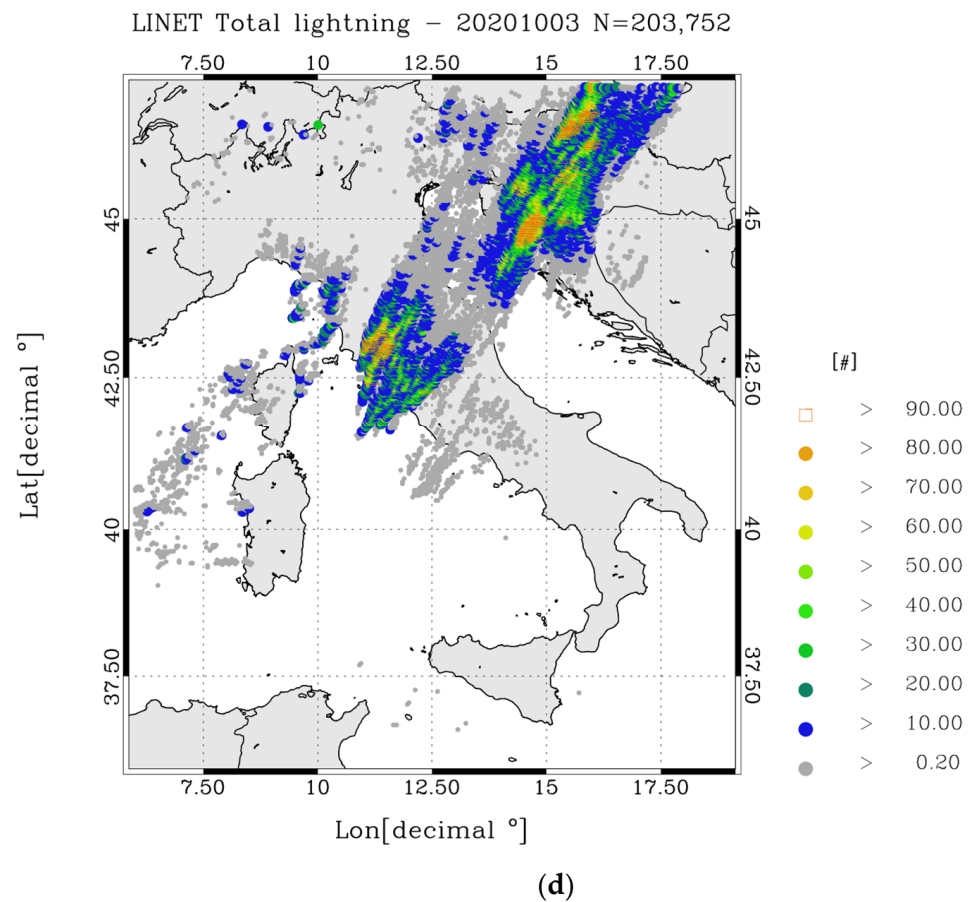 LINET Total lightning - 20201003 N=203,752
7.50 10 12.50 15 17.50
45 45
[#]
42.50 42.50
> 90.00
> 80.00
> 70.00
40 40
> 60.00
> 50.00
> 40.00
> 30.00
37.50 37.50
> 20.00
> 10.00
> 0.20
7.50 10 12.50 15 17.50
Lat[decimal °]
Lon[decimal °]
(d)